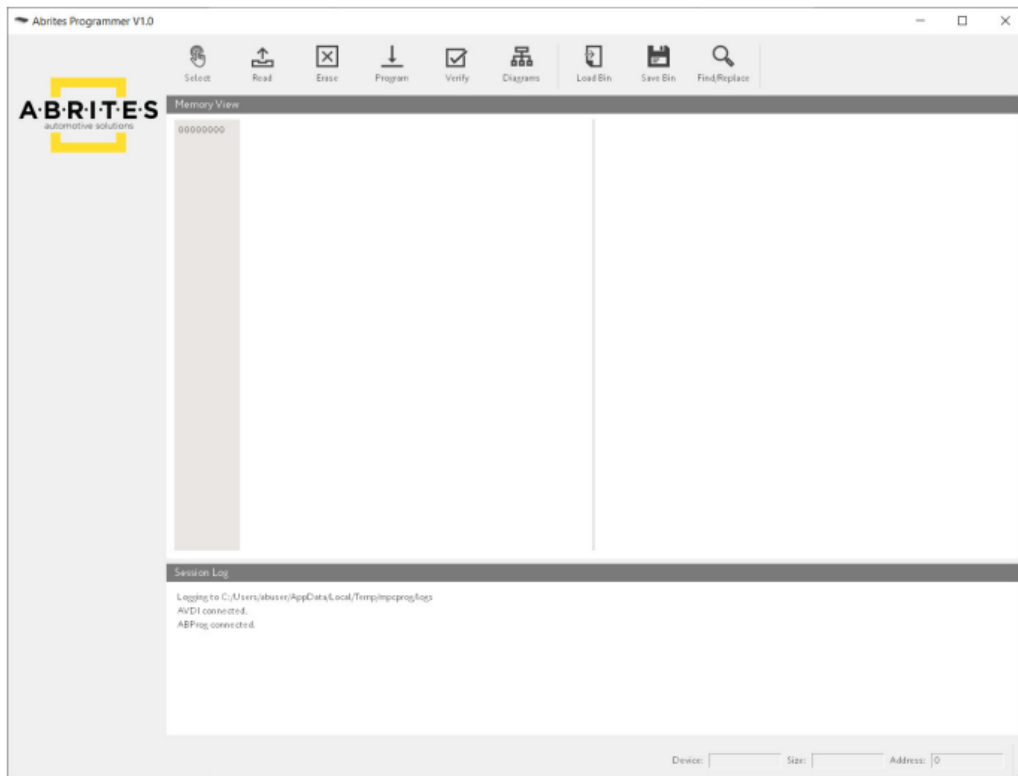 Abrites Programmer V1.0
Select Read Erase Program Verify Diagrams Load Bin Save Bin Find/Replace
A·B·R·I·T·E·S
automotive solutions
Memory View
00000000
Session Log
Logging to C:/Users/abuser/AppData/Local/Temp/mpcprog/logs
AVDI connected.
ABProg connected.
Device: Size: Address: 0